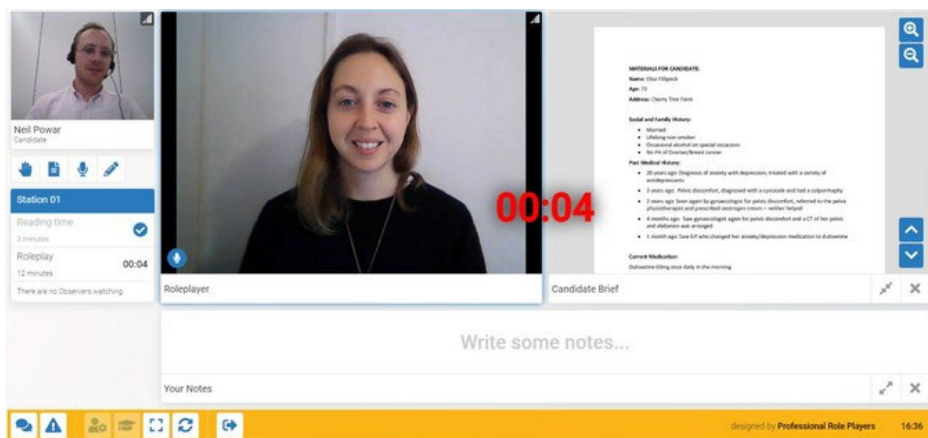 Neil Powar
Candidate
Station 01
Reading time
3 minutes
Roleplay
12 minutes
00:04
There are no Observers watching.
00:04
Roleplayer
MATERIALS FOR CANDIDATE:
Name: Eliza Fillipeck
Age: 73
Address: Cherry Tree Farm
Social and Family History:
Married
Lifelong non smoker
Occasional alcohol on special occasions
No FH of Ovarian/Breast cancer
Past Medical History:
20 years ago: Diagnosis of anxiety with depression, treated with a variety of
antidepressants
3 years ago: Pelvic discomfort, diagnosed with a cystocele and had a colporrhaphy
2 years ago: Seen again by gynaecologist for pelvic discomfort, referred to the pelvic
physiotherapist and prescribed oestrogen cream – neither helped
4 months ago: Saw gynaecologist again for pelvic discomfort and a CT of her pelvis
and abdomen was arranged
1 month ago: Saw GP who changed her anxiety/depression medication to duloxetine
Current Medication:
Duloxetine 60mg once daily in the morning
Candidate Brief
Write some notes...
Your Notes
designed by Professional Role Players
16:36